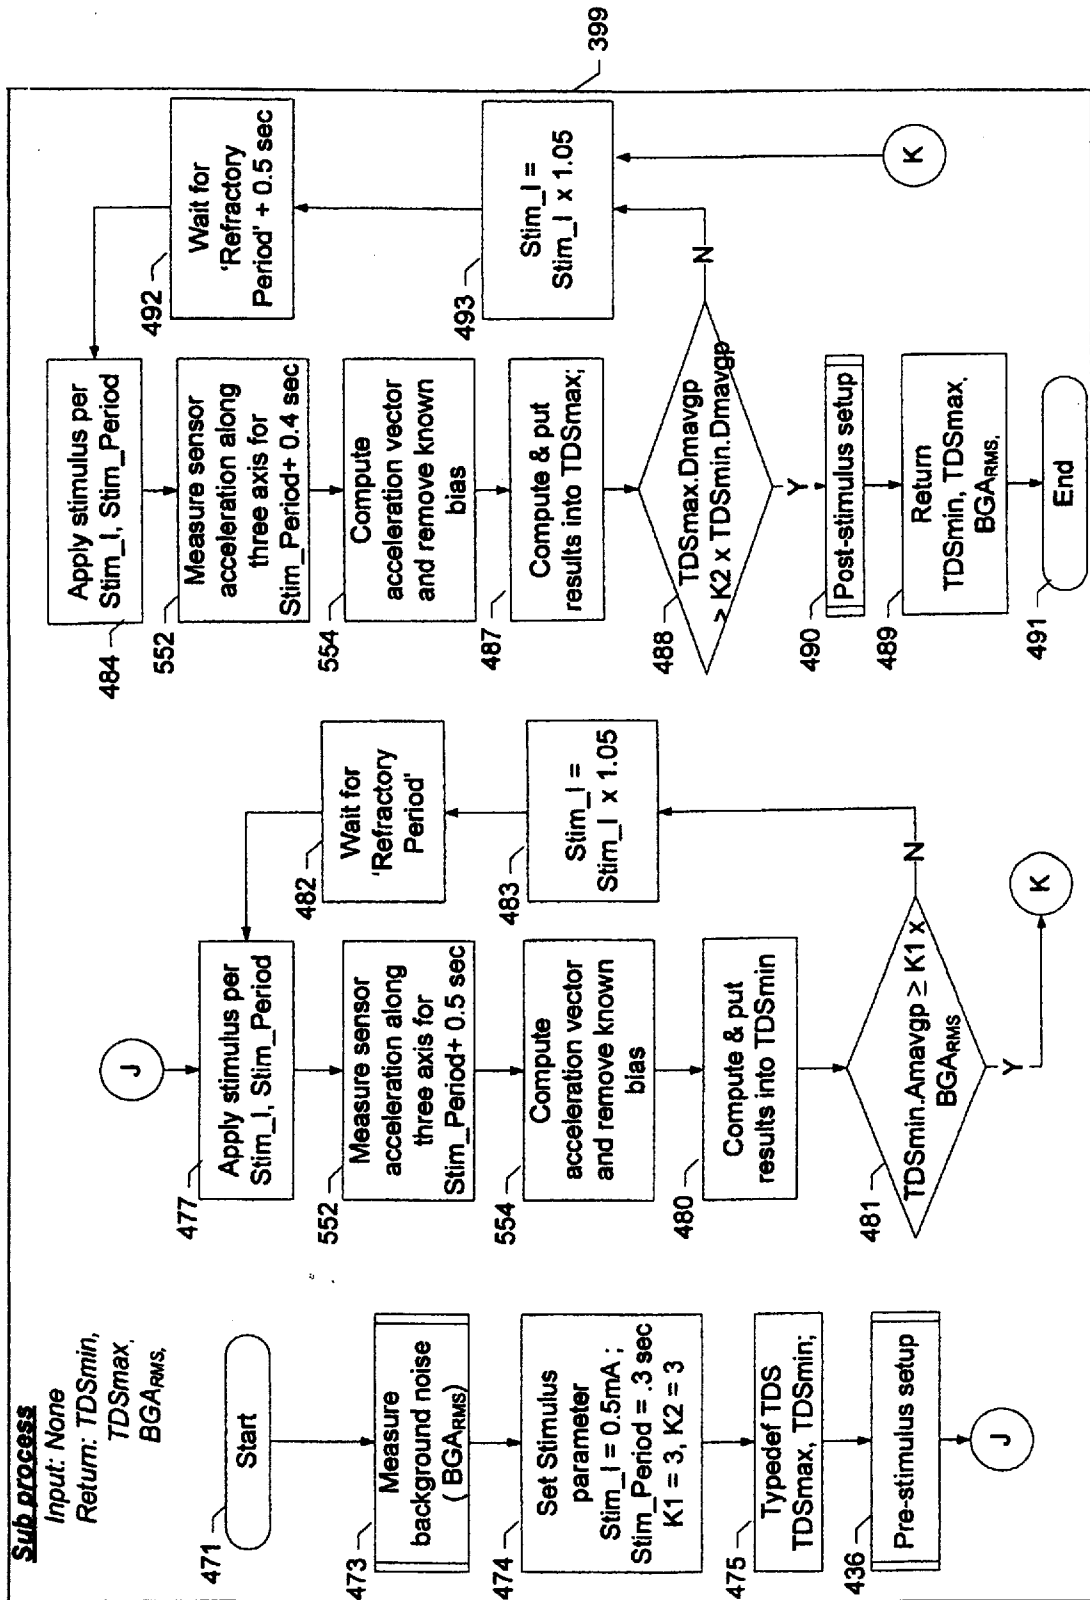 Sub process
Input: None
Return: TDSmin,
TDSmax,
BGARMS,
471
Start
473
Measure
background noise
( BGARMS)
474
Set Stimulus
parameter
Stim_I = 0.5mA ;
Stim_Period = .3 sec
K1 = 3, K2 = 3
475
Typedef TDS
TDSmax, TDSmin;
436
Pre-stimulus setup
J
J
477
Apply stimulus per
Stim_I, Stim_Period
552
Measure sensor
acceleration along
three axis for
Stim_Period+ 0.5 sec
554
Compute
acceleration vector
and removed known
bias
480
Compute & put
results into TDSmin
481
TDSmin.Amavgp ≥ K1 x
BGARMS
Y
N
K
482
Wait for
'Refractory
Period'
483
Stim_I =
Stim_I x 1.05
484
Apply stimulus per
Stim_I, Stim_Period
552
Measure sensor
acceleration along
three axis for
Stim_Period+ 0.4 sec
554
Compute
acceleration vector
and remove known
bias
487
Compute & put
results into TDSmax;
488
TDSmax.Dmavgp
> K2 x TDSmin.Dmavgp
Y
N
490
Post-stimulus setup
489
Return
TDSmin, TDSmax,
BGARMS,
491
End
492
Wait for
'Refractory
Period' + 0.5 sec
493
Stim_I =
Stim_I x 1.05
K
399